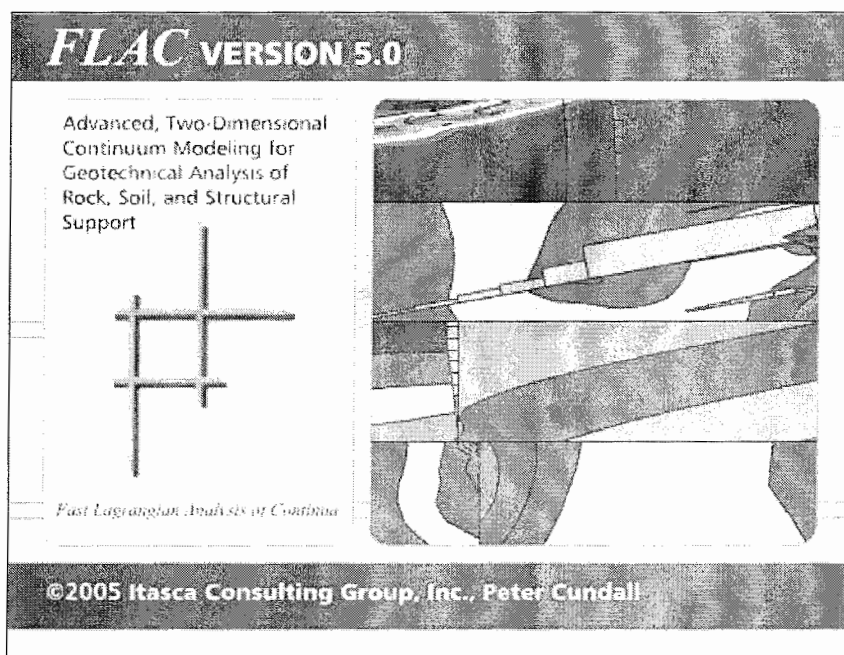 FLAC VERSION 5.0
Advanced, Two-Dimensional
Continuum Modeling for
Geotechnical Analysis of
Rock, Soil, and Structural
Support
Fast Lagrangian Analysis of Continua
©2005 Itasca Consulting Group, Inc., Peter Cundall